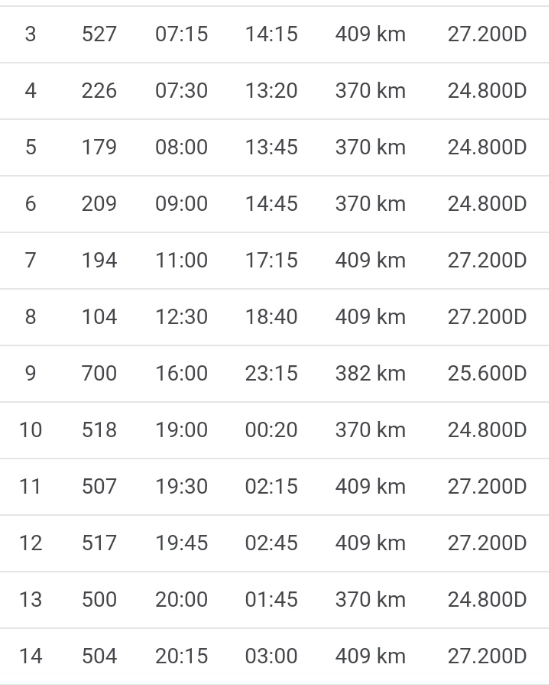 3 527 07:15 14:15 409 km 27.200D
4 226 07:30 13:20 370 km 24.800D
5 179 08:00 13:45 370 km 24.800D
6 209 09:00 14:45 370 km 24.800D
7 194 11:00 17:15 409 km 27.200D
8 104 12:30 18:40 409 km 27.200D
9 700 16:00 23:15 382 km 25.600D
10 518 19:00 00:20 370 km 24.800D
11 507 19:30 02:15 409 km 27.200D
12 517 19:45 02:45 409 km 27.200D
13 500 20:00 01:45 370 km 24.800D
14 504 20:15 03:00 409 km 27.200D